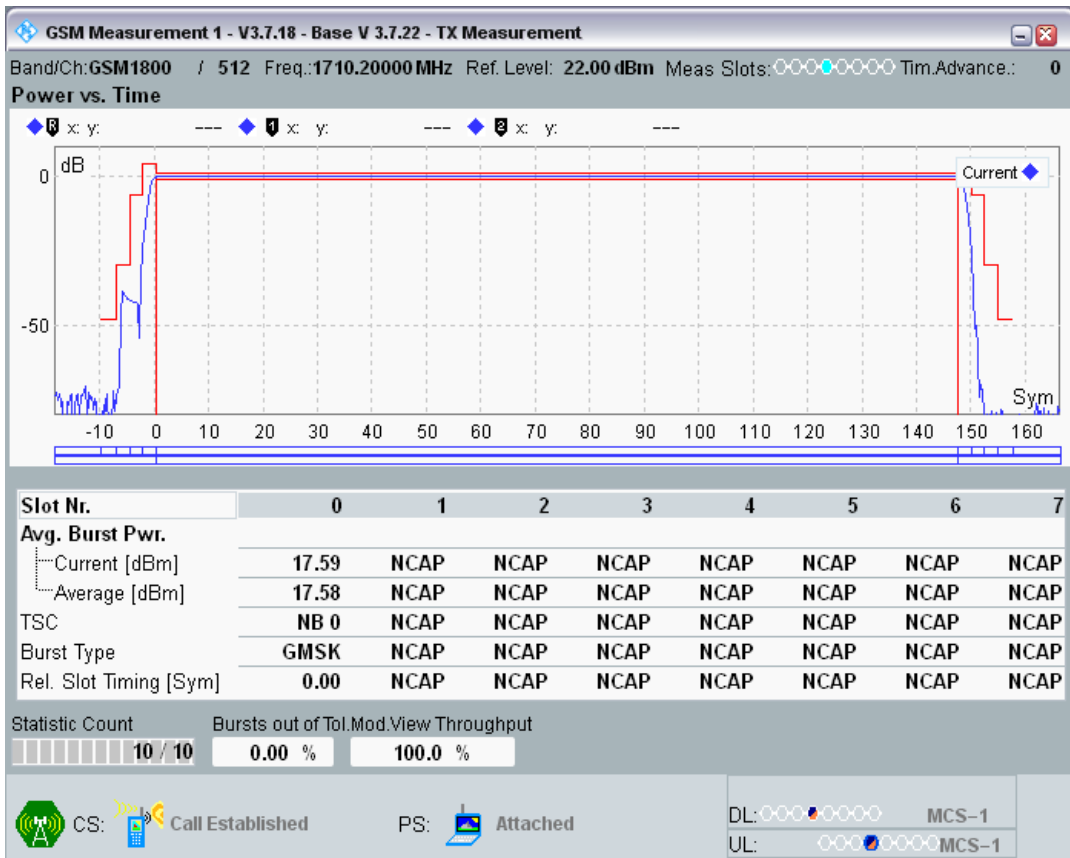 GSM Measurement 1 - V3.7.18 - Base V 3.7.22 - TX Measurement
Band/Ch:GSM1800 / 512 Freq.:1710.20000 MHz Ref. Level: 22.00 dBm Meas Slots: Tim.Advance.: 0
Power vs. Time
R x: y: --- 1 x: y: --- 2 x: y: ---
dB
0
Current
-50
Sym
-10 0 10 20 30 40 50 60 70 80 90 100 110 120 130 140 150 160
Slot Nr. 0 1 2 3 4 5 6 7
Avg. Burst Pwr.
Current [dBm] 17.59 NCAP NCAP NCAP NCAP NCAP NCAP NCAP
Average [dBm] 17.58 NCAP NCAP NCAP NCAP NCAP NCAP NCAP
TSC NB 0 NCAP NCAP NCAP NCAP NCAP NCAP NCAP
Burst Type GMSK NCAP NCAP NCAP NCAP NCAP NCAP NCAP
Rel. Slot Timing [Sym] 0.00 NCAP NCAP NCAP NCAP NCAP NCAP NCAP
Statistic Count Bursts out of Tol.Mod.View Throughput
10 / 10 0.00 % 100.0 %
CS: Call Established PS: Attached
DL: MCS-1
UL: MCS-1